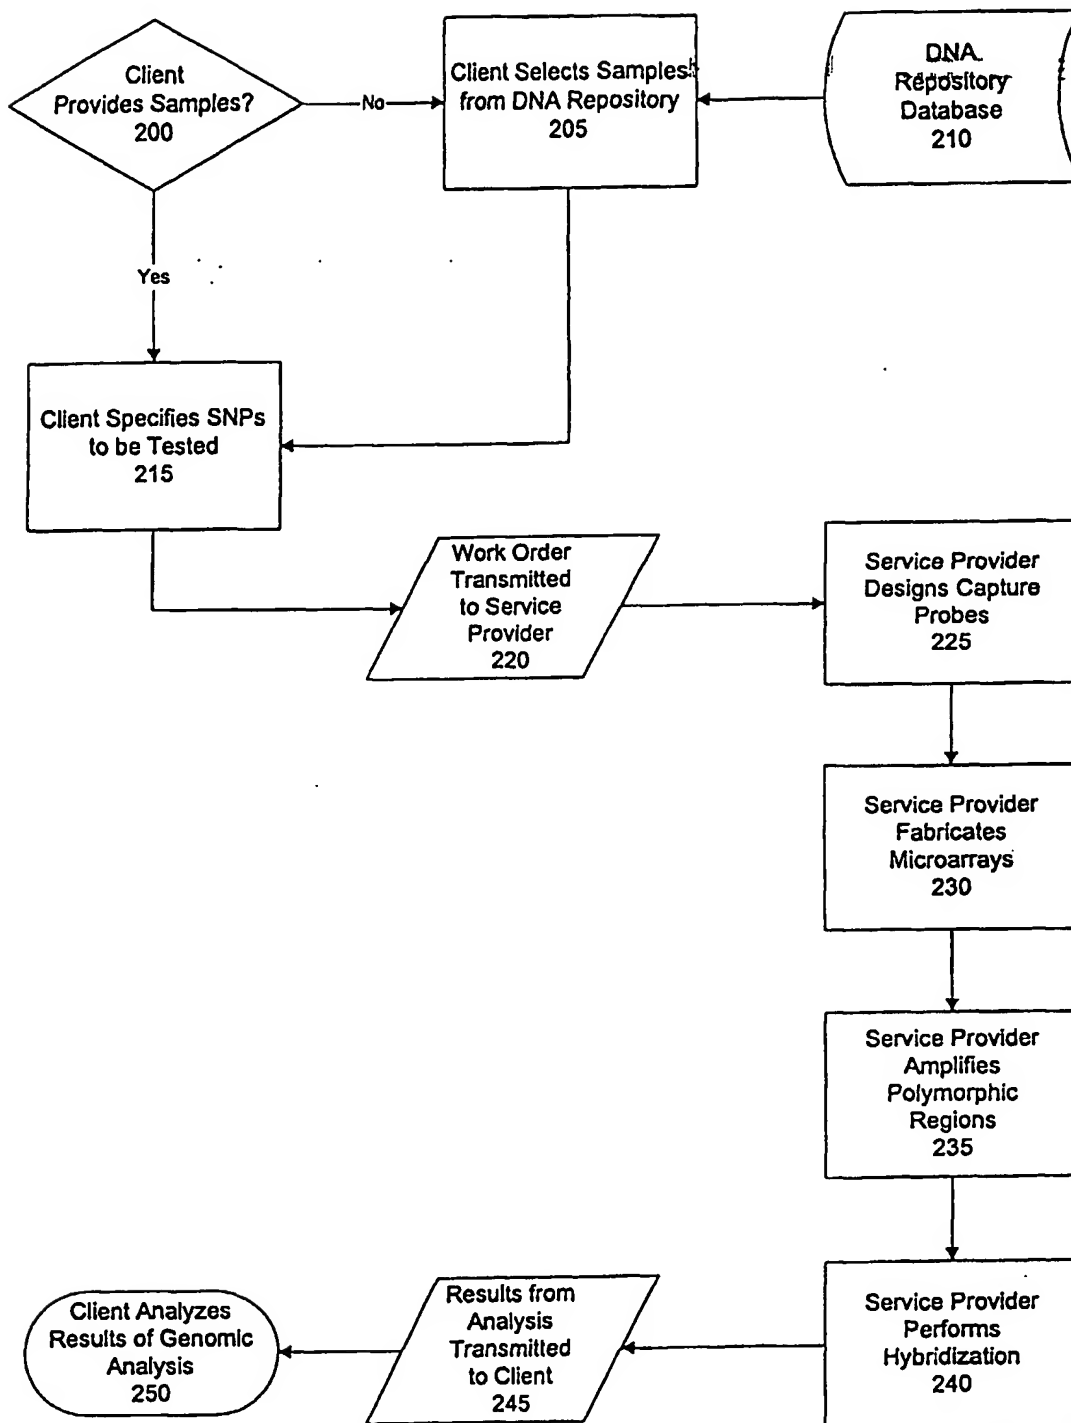 Client
Provides Samples?
200
No
Client Selects Samples
from DNA Repository
205
DNA
Repository
Database
210
Yes
Client Specifies SNPs
to be Tested
215
Work Order
Transmitted
to Service
Provider
220
Service Provider
Designs Capture
Probes
225
Service Provider
Fabricates
Microarrays
230
Service Provider
Amplifies
Polymorphic
Regions
235
Service Provider
Performs
Hybridization
240
Results from
Analysis
Transmitted
to Client
245
Client Analyzes
Results of Genomic
Analysis
250